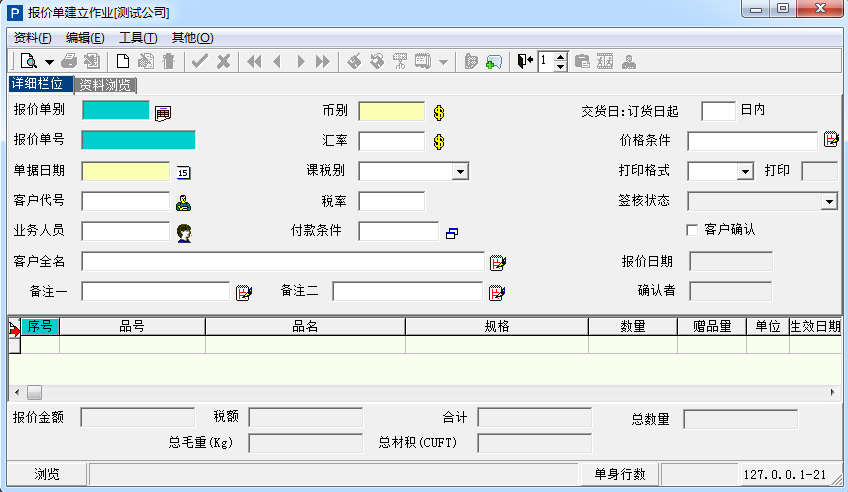 报价单建立作业[测试公司]
资料(F) 编辑(E) 工具(T) 其他(O)
1
详细栏位 资料浏览
报价单别 币别 交货日:订货日起 日内
报价单号 汇率 价格条件
单据日期 15 课税别 打印格式 打印
客户代号 税率 签核状态
业务人员 付款条件 客户确认
客户全名 报价日期
备注一 备注二 确认者
序号 品号 品名 规格 数量 赠品量 单位 生效日期
报价金额 税额 合计 总数量
总毛重(Kg) 总材积(CUFT)
浏览 单身行数 127.0.0.1-21